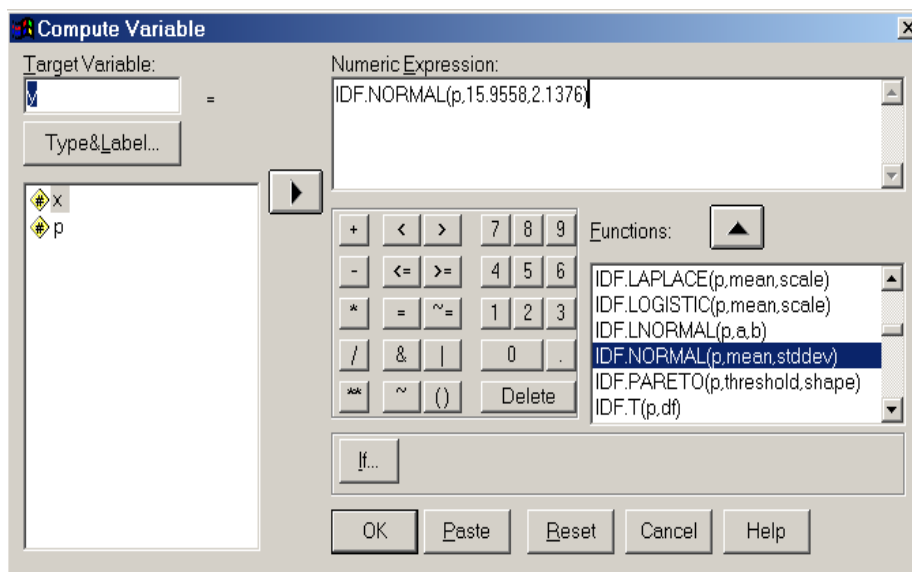 Compute Variable
Target Variable:
y
=
Type&Label...
x
p
Numeric Expression:
IDF.NORMAL(p,15.9558,2.1376)
+ < > 7 8 9
- <= >= 4 5 6
* = ~= 1 2 3
/ & | 0 .
** ~ () Delete
Functions:
IDF.LAPLACE(p,mean,scale)
IDF.LOGISTIC(p,mean,scale)
IDF.LNORMAL(p,a,b)
IDF.NORMAL(p,mean,stddev)
IDF.PARETO(p,threshold,shape)
IDF.T(p,df)
If...
OK Paste Reset Cancel Help